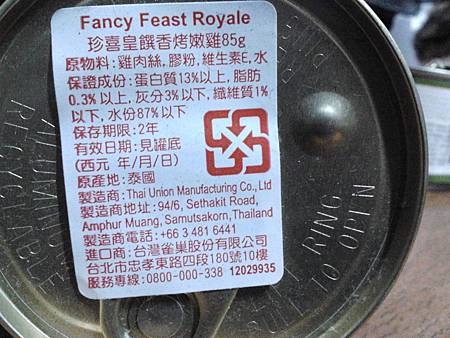 Fancy Feast Royale
珍喜皇饌香烤嫩雞85g
原物料:雞肉絲,膠粉,維生素E,水
保證成份:蛋白質13%以上,脂肪
0.3%以上,灰分3%以下,纖維質1%
以下,水份87%以下
保存期限:2年
有效日期:見罐底
(西元 年/月/日)
原產地:泰國
製造商:Thai Union Manufacturing Co., Ltd
製造商地址:94/6, Sethakit Road,
Amphur Muang, Samutsakorn, Thailand
製造商電話:+66 3 481 6441
進口商:台灣雀巢股份有限公司
台北市忠孝東路四段180號10樓
服務專線:0800-000-338 12029935
RING
PULL TO OPEN